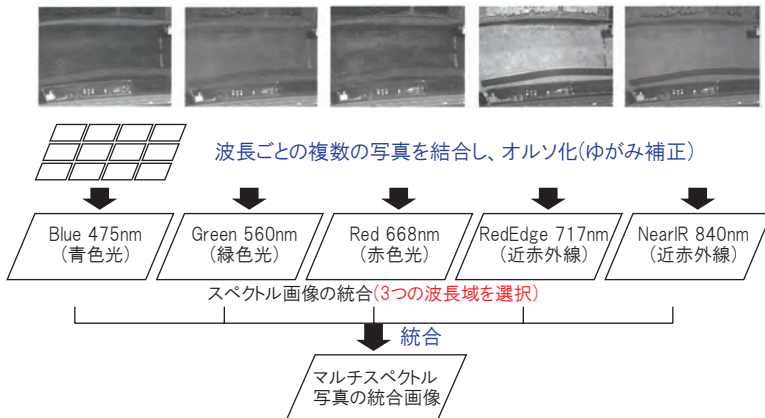 波長ごとの複数の写真を結合し、オルソ化(ゆがみ補正)
Blue 475nm
(青色光)
Green 560nm
(緑色光)
Red 668nm
(赤色光)
RedEdge 717nm
(近赤外線)
NearIR 840nm
(近赤外線)
スペクトル画像の統合(3つの波長域を選択)
統合
マルチスペクトル
写真の統合画像